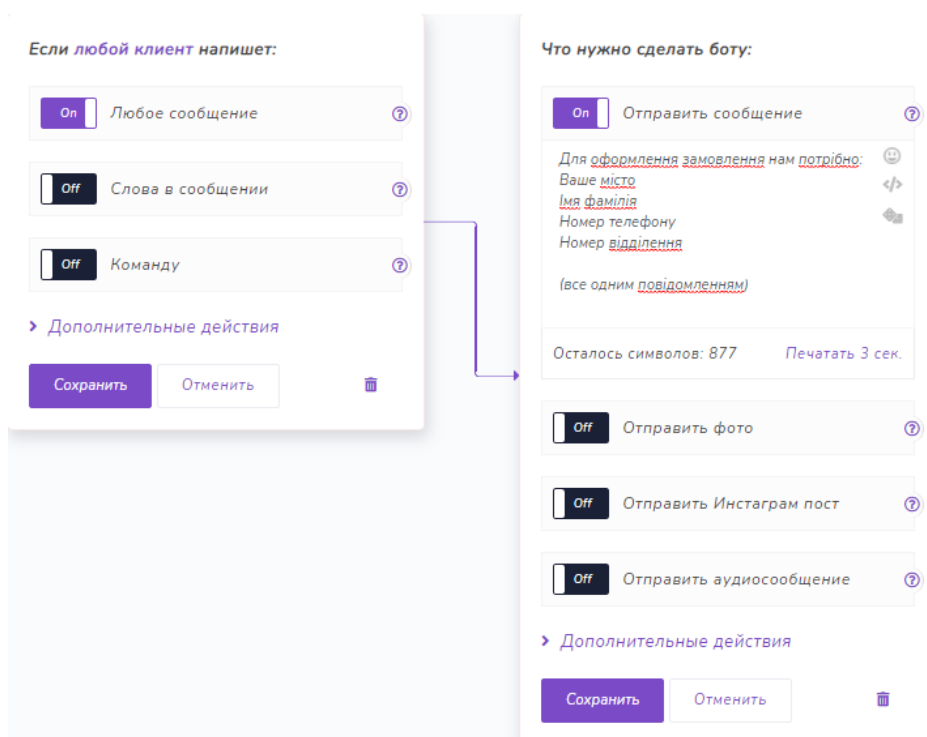 Если любой клиент напишет:
On Любое сообщение
Off Слова в сообщении
Off Команду
Дополнительные действия
Сохранить Отменить
Что нужно сделать боту:
On Отправить сообщение
Для оформлення замовлення нам потрібно:
Ваше місто
Імя фамілія
Номер телефону
Номер відділення
(все одним повідомленням)
Осталось символов: 877 Печатать 3 сек.
Off Отправить фото
Off Отправить Инстаграм пост
Off Отправить аудиосообщение
Дополнительные действия
Сохранить Отменить